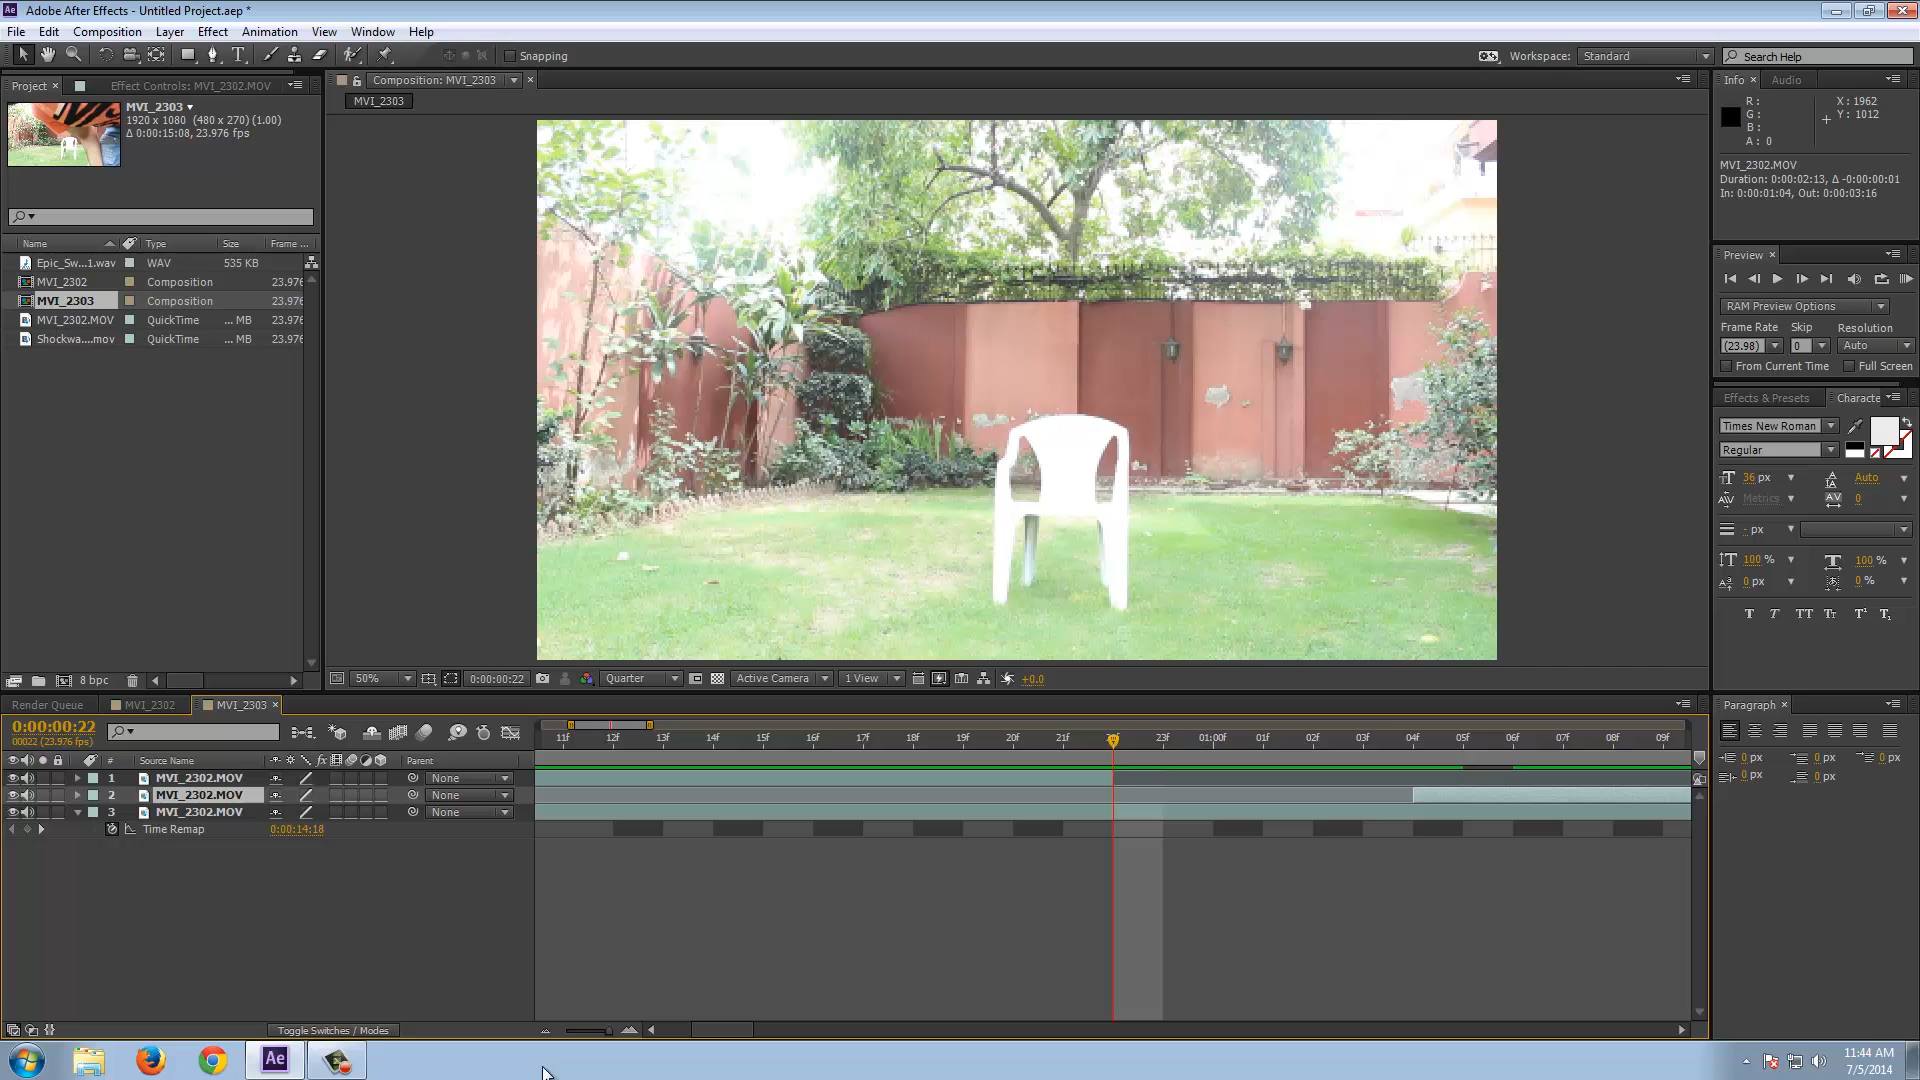 Adobe After Effects - Untitled Project.aep *
File Edit Composition Layer Effect Animation View Window Help
Snapping
Workspace: Standard
Search Help
Project × Effect Controls: MVI_2302.MOV
MVI_2303
1920 x 1080 (480 x 270) (1.00)
Δ 0:00:15:08, 23.976 fps
Name Type Size Frame ...
Epic_Sw...1.wav WAV 535 KB
MVI_2302 Composition 23.976
MVI_2303 Composition 23.976
MVI_2302.MOV QuickTime ... MB 23.976
Shockwa....mov QuickTime ... MB 23.976
8 bpc
Composition: MVI_2303
MVI_2303
50% 0:00:00:22 Quarter Active Camera 1 View +0.0
Info × Audio
R: X: 1962
G: Y: 1012
B:
A: 0
MVI_2302.MOV
Duration: 0:00:02:13, Δ -0:00:00:01
In: 0:00:01:04, Out: 0:00:03:16
Preview ×
RAM Preview Options
Frame Rate Skip Resolution
(23.98) 0 Auto
From Current Time Full Screen
Effects & Presets Characte
Times New Roman
Regular
36 px Auto
Metrics 0
- px
100 % 100 %
0 px 0 %
Render Queue MVI_2302 MVI_2303 ×
0:00:00:22
00022 (23.976 fps)
11f 12f 13f 14f 15f 16f 17f 18f 19f 20f 21f 23f 01:00f 01f 02f 03f 04f 05f 06f 07f 08f 09f
# Source Name fx Parent
1 MVI_2302.MOV None
2 MVI_2302.MOV None
3 MVI_2302.MOV None
Time Remap 0:00:14:18
Toggle Switches / Modes
Paragraph ×
0 px 0 px 0 px
0 px 0 px
Ae
11:44 AM
7/5/2014